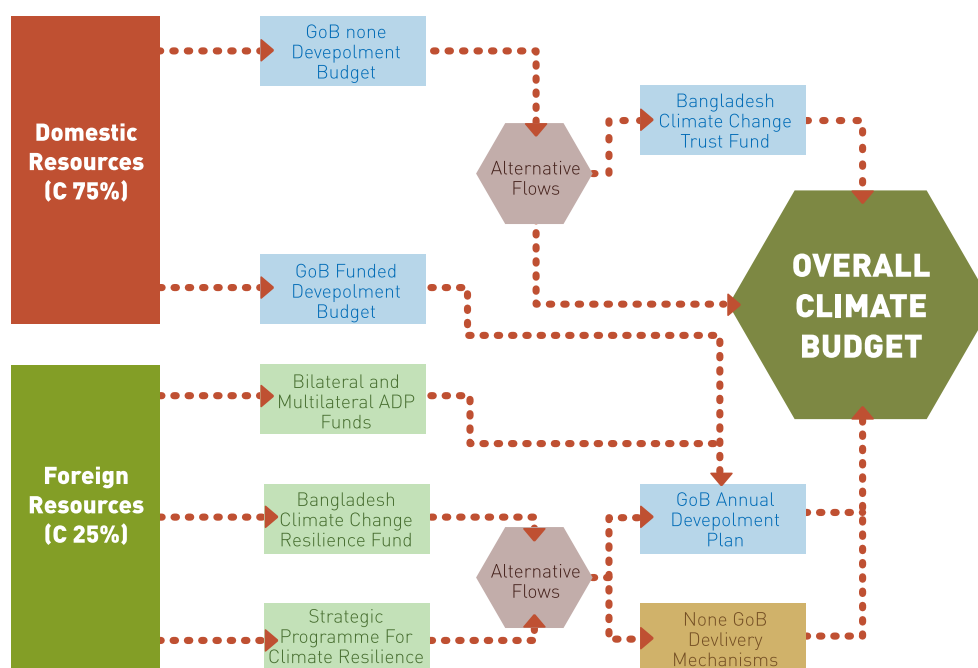 Domestic
Resources
(C 75%)
GoB none
Devepolment
Budget
Alternative
Flows
Bangladesh
Climate Change
Trust Fund
GoB Funded
Devepolment
Budget
OVERALL
CLIMATE
BUDGET
Foreign
Resources
(C 25%)
Bilateral and
Multilateral ADP
Funds
Bangladesh
Climate Change
Resilience Fund
Strategic
Programme For
Climate Resilience
Alternative
Flows
GoB Annual
Devepolment
Plan
None GoB
Devlivery
Mechanisms